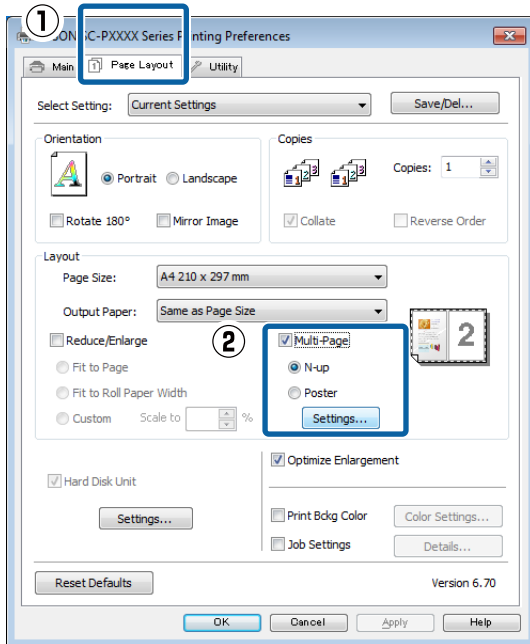 1
SC-PXXXX Series Printing Preferences
Main Page Layout Utility
Select Setting: Current Settings Save/Del...
Orientation Copies
Portrait Landscape Copies: 1
Rotate 180° Mirror Image Collate Reverse Order
Layout
Page Size: A4 210 x 297 mm
Output Paper: Same as Page Size
Reduce/Enlarge 2 Multi-Page 2
Fit to Page N-up
Fit to Roll Paper Width Poster
Custom Scale to % Settings...
Optimize Enlargement
Hard Disk Unit
Settings... Print Bckg Color Color Settings...
Job Settings Details...
Reset Defaults Version 6.70
OK Cancel Apply Help